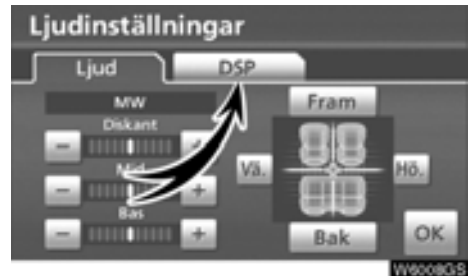 Ljudinställningar
Ljud
DSP
MW
Fram
Diskant
Mid
Vä.
Hö.
Bas
Bak
OK
W6008GS